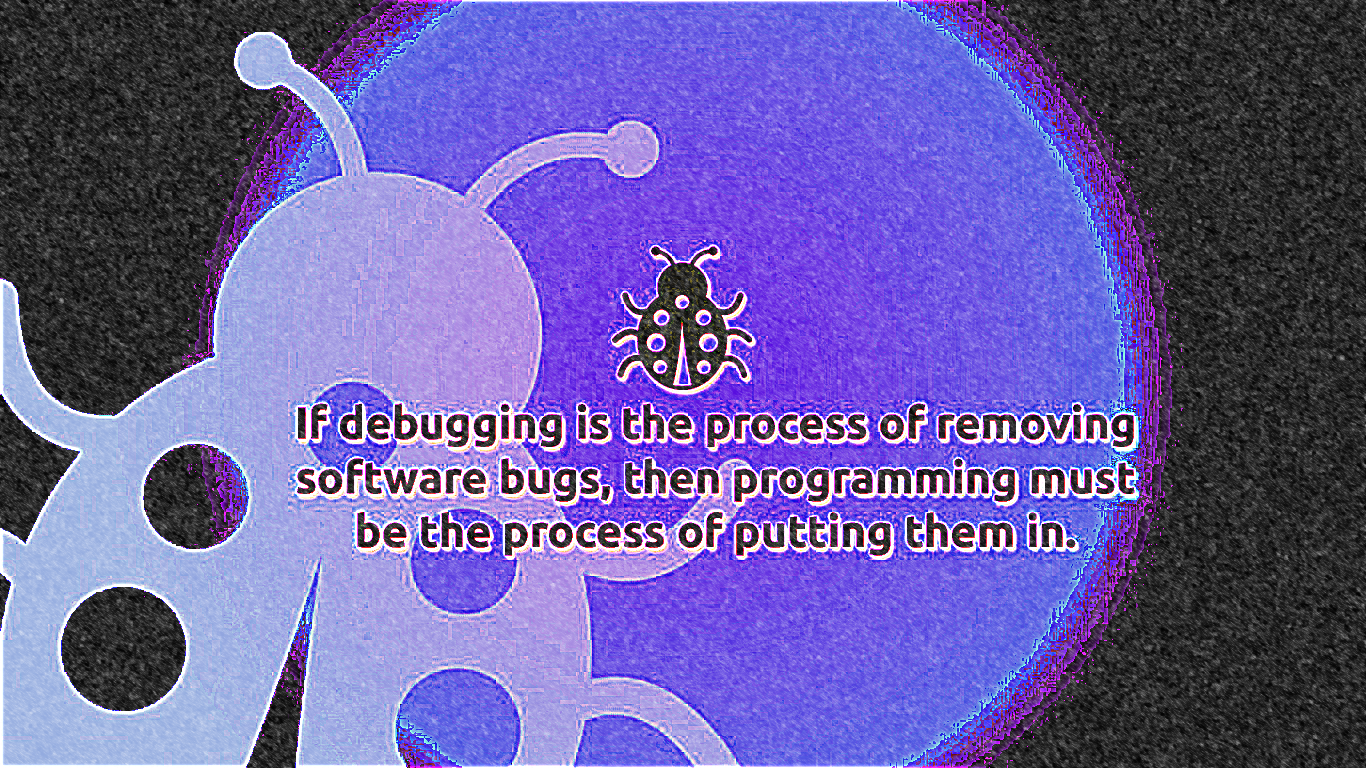 If debugging is the process of removing
software bugs, then programming must
be the process of putting them in.